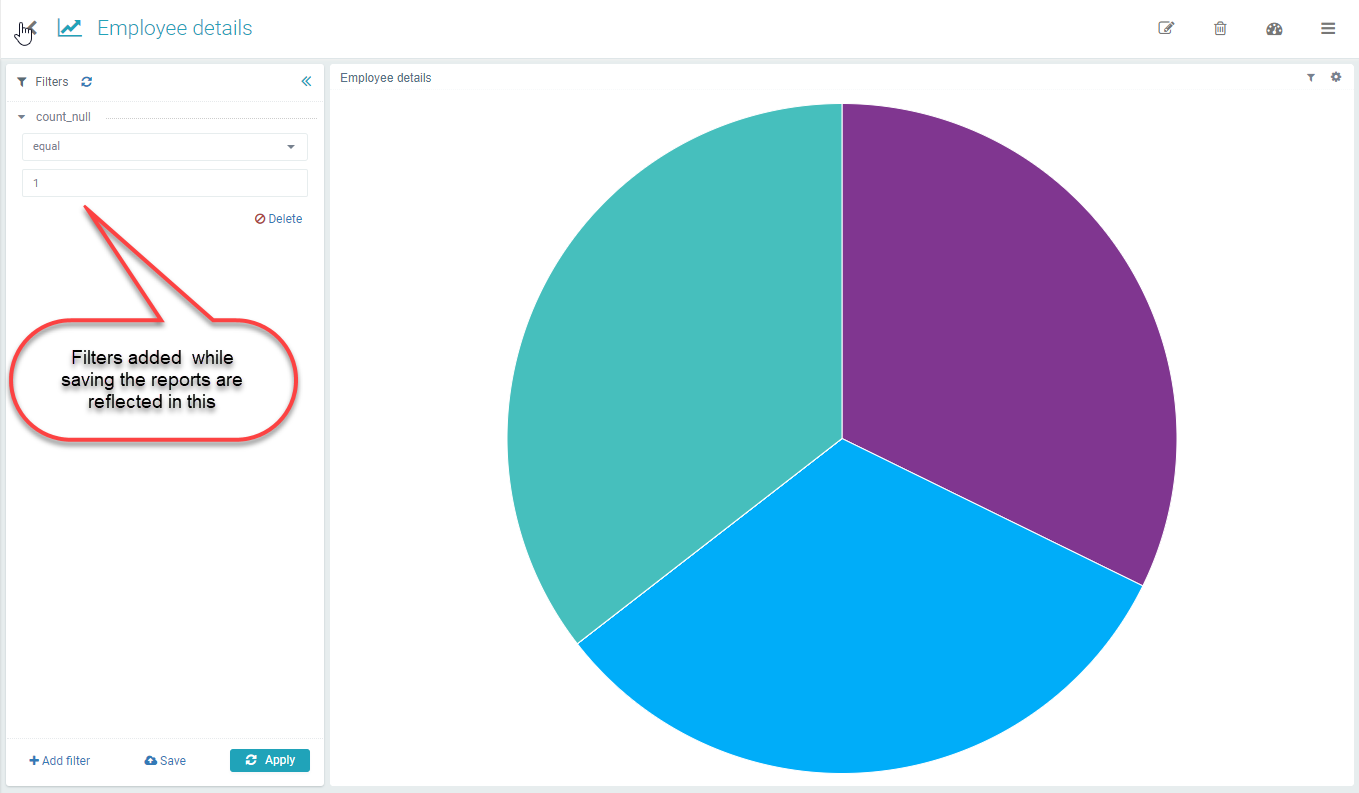 Employee details
Filters
Employee details
count_null
equal
1
Delete
Filters added  while
saving the reports are
reflected in this
Add filter
Save
Apply